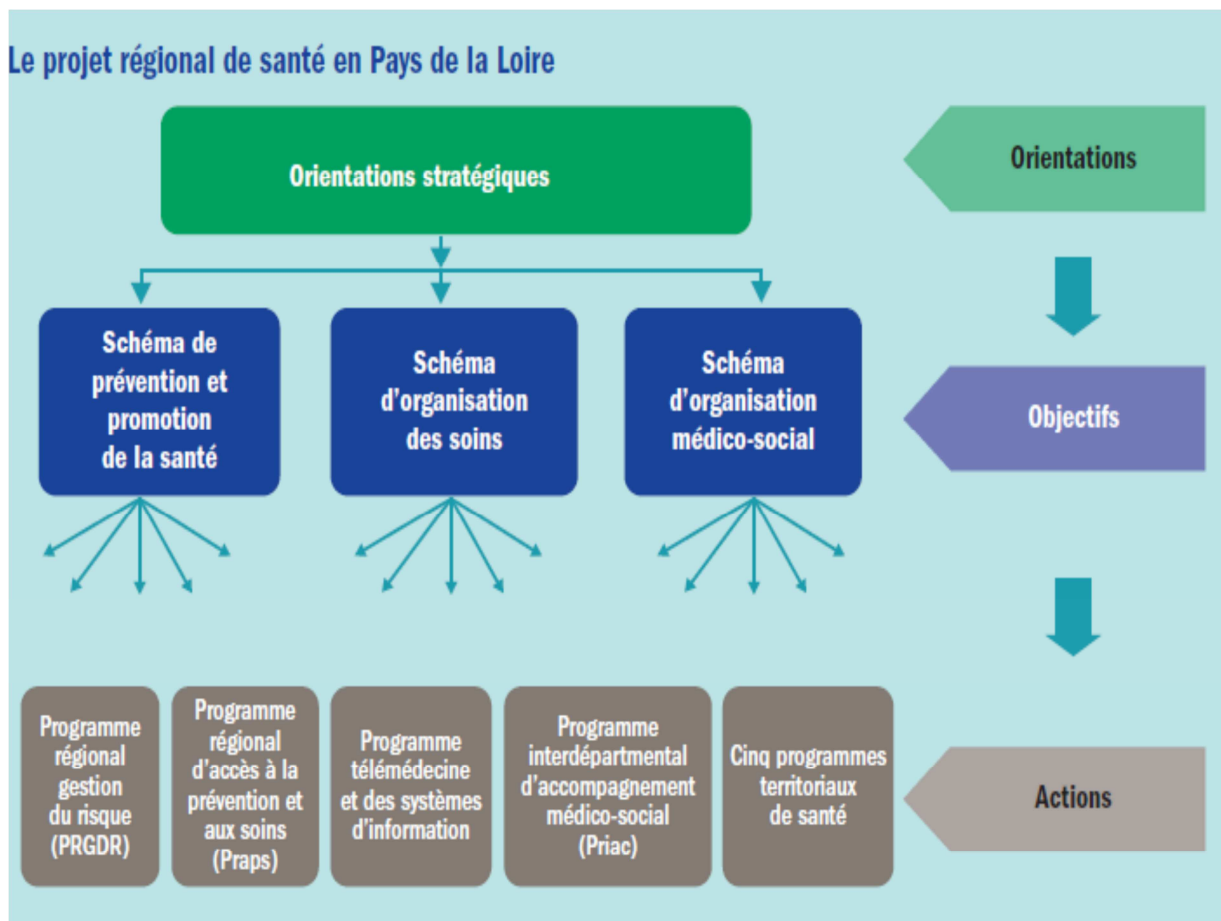 Le projet régional de santé en Pays de la Loire
Orientations stratégiques
Orientations
Schéma de
prévention et
promotion
de la santé
Schéma
d'organisation
des soins
Schéma
d'organisation
médico-social
Objectifs
Programme
régional
gestion
du risque
(PRGDR)
Programme
régional
d'accès à la
prévention et
aux soins
(Praps)
Programme
télémédecine
et des systèmes
d'information
Programme
interdépartmental
d'accompagnement
médico-social
(Priac)
Cinq programmes
territoriaux
de santé
Actions